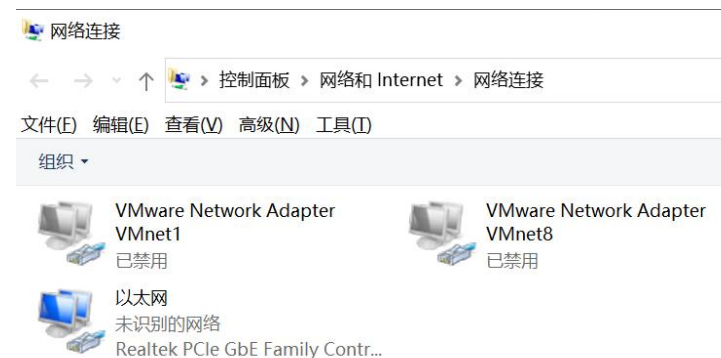 网络连接
控制面板 > 网络和 Internet > 网络连接
文件(F) 编辑(E) 查看(V) 高级(N) 工具(T)
组织
VMware Network Adapter
VMnet1
已禁用
VMware Network Adapter
VMnet8
已禁用
以太网
未识别的网络
Realtek PCIe GbE Family Contr...